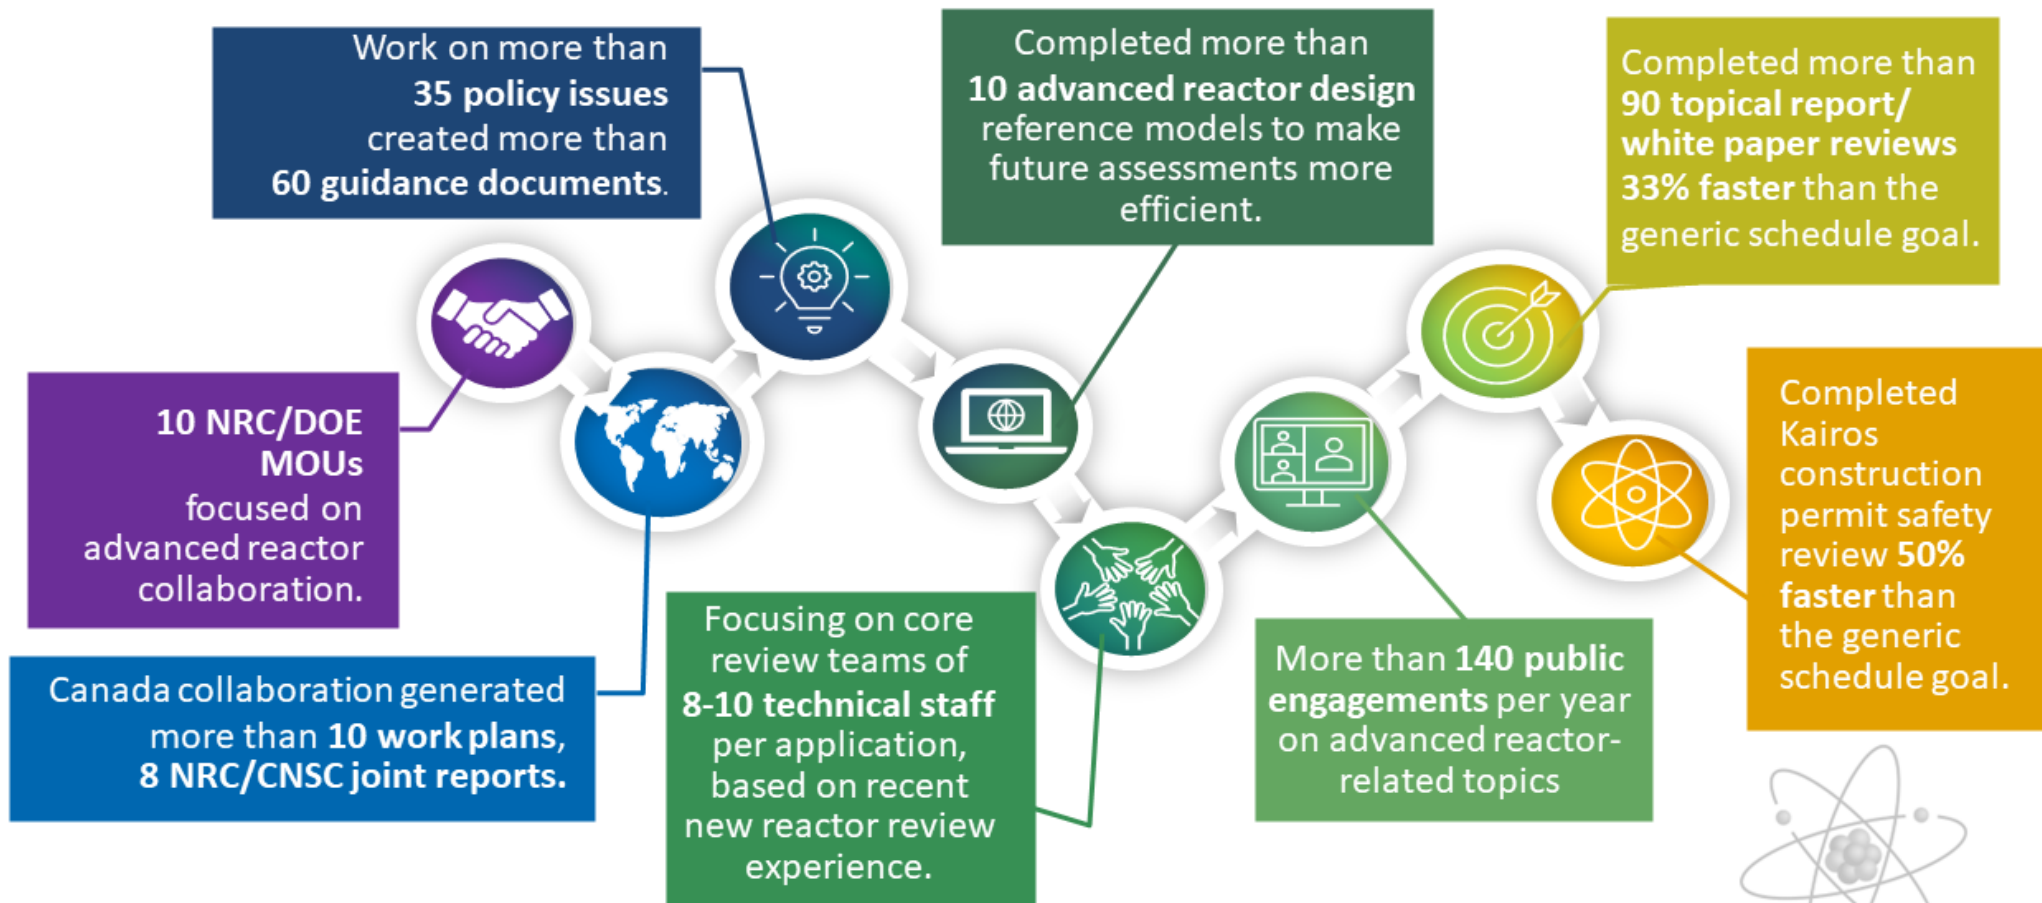 Work on more than
35 policy issues
created more than
60 guidance documents.
Completed more than
10 advanced reactor design
reference models to make
future assessments more
efficient.
Completed more than
90 topical report/
white paper reviews
33% faster than the
generic schedule goal.
10 NRC/DOE
MOUs
focused on
advanced reactor
collaboration.
Completed
Kairos
construction
permit safety
review 50%
faster than
the generic
schedule goal.
Canada collaboration generated
more than 10 work plans,
8 NRC/CNSC joint reports.
Focusing on core
review teams of
8-10 technical staff
per application,
based on recent
new reactor review
experience.
More than 140 public
engagements per year
on advanced reactor-
related topics